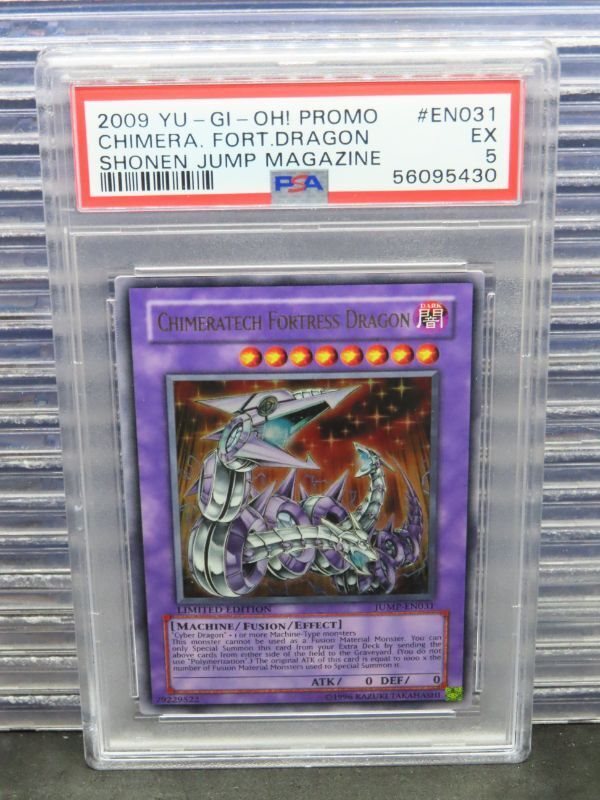 2009 YU-GI-OH! PROMO #EN031
CHIMERA. FORT.DRAGON EX
SHONEN JUMP MAGAZINE 5
PSA 56095430
CHIMERATECH FORTRESS DRAGON
DARK
闇
LIMITED EDITION JUMP-EN031
[MACHINE/FUSION/EFFECT]
"Cyber Dragon" + 1 or more Machine-Type monsters
This monster cannot be used as a Fusion Material Monster. You can
only Special Summon this card from your Extra Deck by sending the
above cards from either side of the field to the Graveyard. (You do not
use "Polymerization".) The original ATK of this card is equal to 1000 x the
number of Fusion Material Monsters used to Special Summon it.
ATK/ 0 DEF/ 0
79229522 ©1996 KAZUKI TAKAHASHI